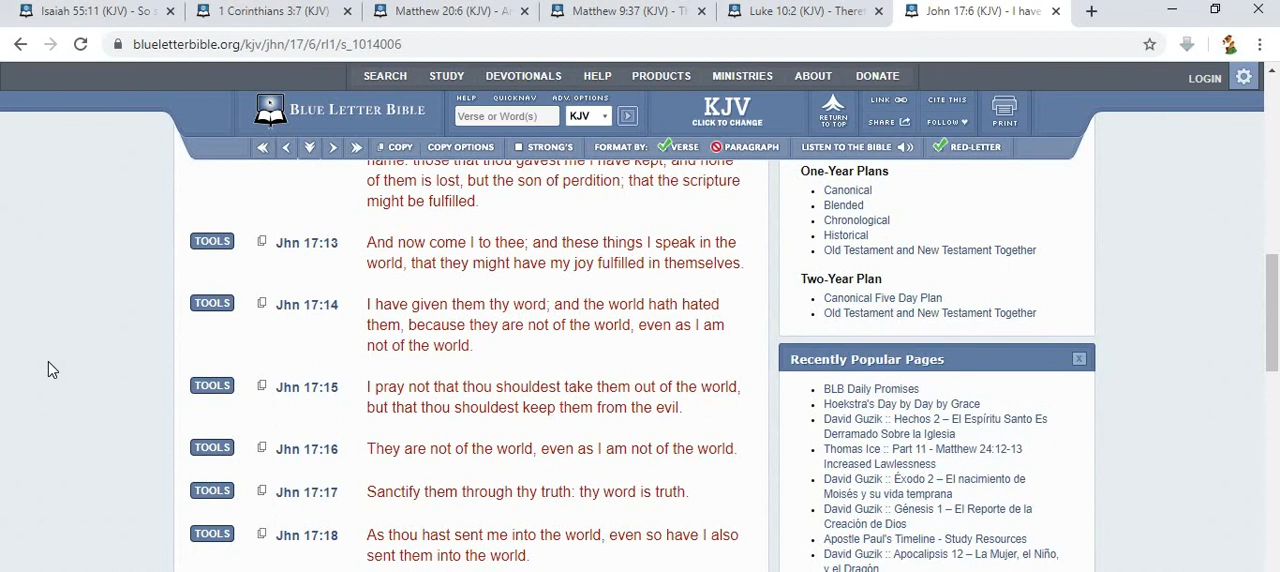 Isaiah 55:11 (KJV) - So s
1 Corinthians 3:7 (KJV)
Matthew 20:6 (KJV) - A
Matthew 9:37 (KJV) - Th
Luke 10:2 (KJV) - Theref
John 17:6 (KJV) - I have
blueletterbible.org/kjv/jhn/17/6/rl1/s_1014006
SEARCH STUDY DEVOTIONALS HELP PRODUCTS MINISTRIES ABOUT DONATE LOGIN
BLUE LETTER BIBLE
HELP QUICKNAV ADV. OPTIONS
Verse or Word(s) KJV
KJV
CLICK TO CHANGE
RETURN
TO TOP
LINK CITE THIS
SHARE FOLLOW
PRINT
COPY COPY OPTIONS STRONG'S FORMAT BY: VERSE PARAGRAPH LISTEN TO THE BIBLE RED-LETTER
name: those that thou gavest me I have kept, and none
of them is lost, but the son of perdition; that the scripture
might be fulfilled.
TOOLS Jhn 17:13 And now come I to thee; and these things I speak in the
world, that they might have my joy fulfilled in themselves.
TOOLS Jhn 17:14 I have given them thy word; and the world hath hated
them, because they are not of the world, even as I am
not of the world.
TOOLS Jhn 17:15 I pray not that thou shouldest take them out of the world,
but that thou shouldest keep them from the evil.
TOOLS Jhn 17:16 They are not of the world, even as I am not of the world.
TOOLS Jhn 17:17 Sanctify them through thy truth: thy word is truth.
TOOLS Jhn 17:18 As thou hast sent me into the world, even so have I also
sent them into the world.
One-Year Plans
Canonical
Blended
Chronological
Historical
Old Testament and New Testament Together
Two-Year Plan
Canonical Five Day Plan
Old Testament and New Testament Together
Recently Popular Pages
BLB Daily Promises
Hoekstra's Day by Day by Grace
David Guzik :: Hechos 2 – El Espíritu Santo Es
Derramado Sobre la Iglesia
Thomas Ice :: Part 11 - Matthew 24:12-13
Increased Lawlessness
David Guzik :: Éxodo 2 – El nacimiento de
Moisés y su vida temprana
David Guzik :: Génesis 1 – El Reporte de la
Creación de Dios
Apostle Paul's Timeline - Study Resources
David Guzik :: Apocalipsis 12 – La Mujer, el Niño,
y el Dragón